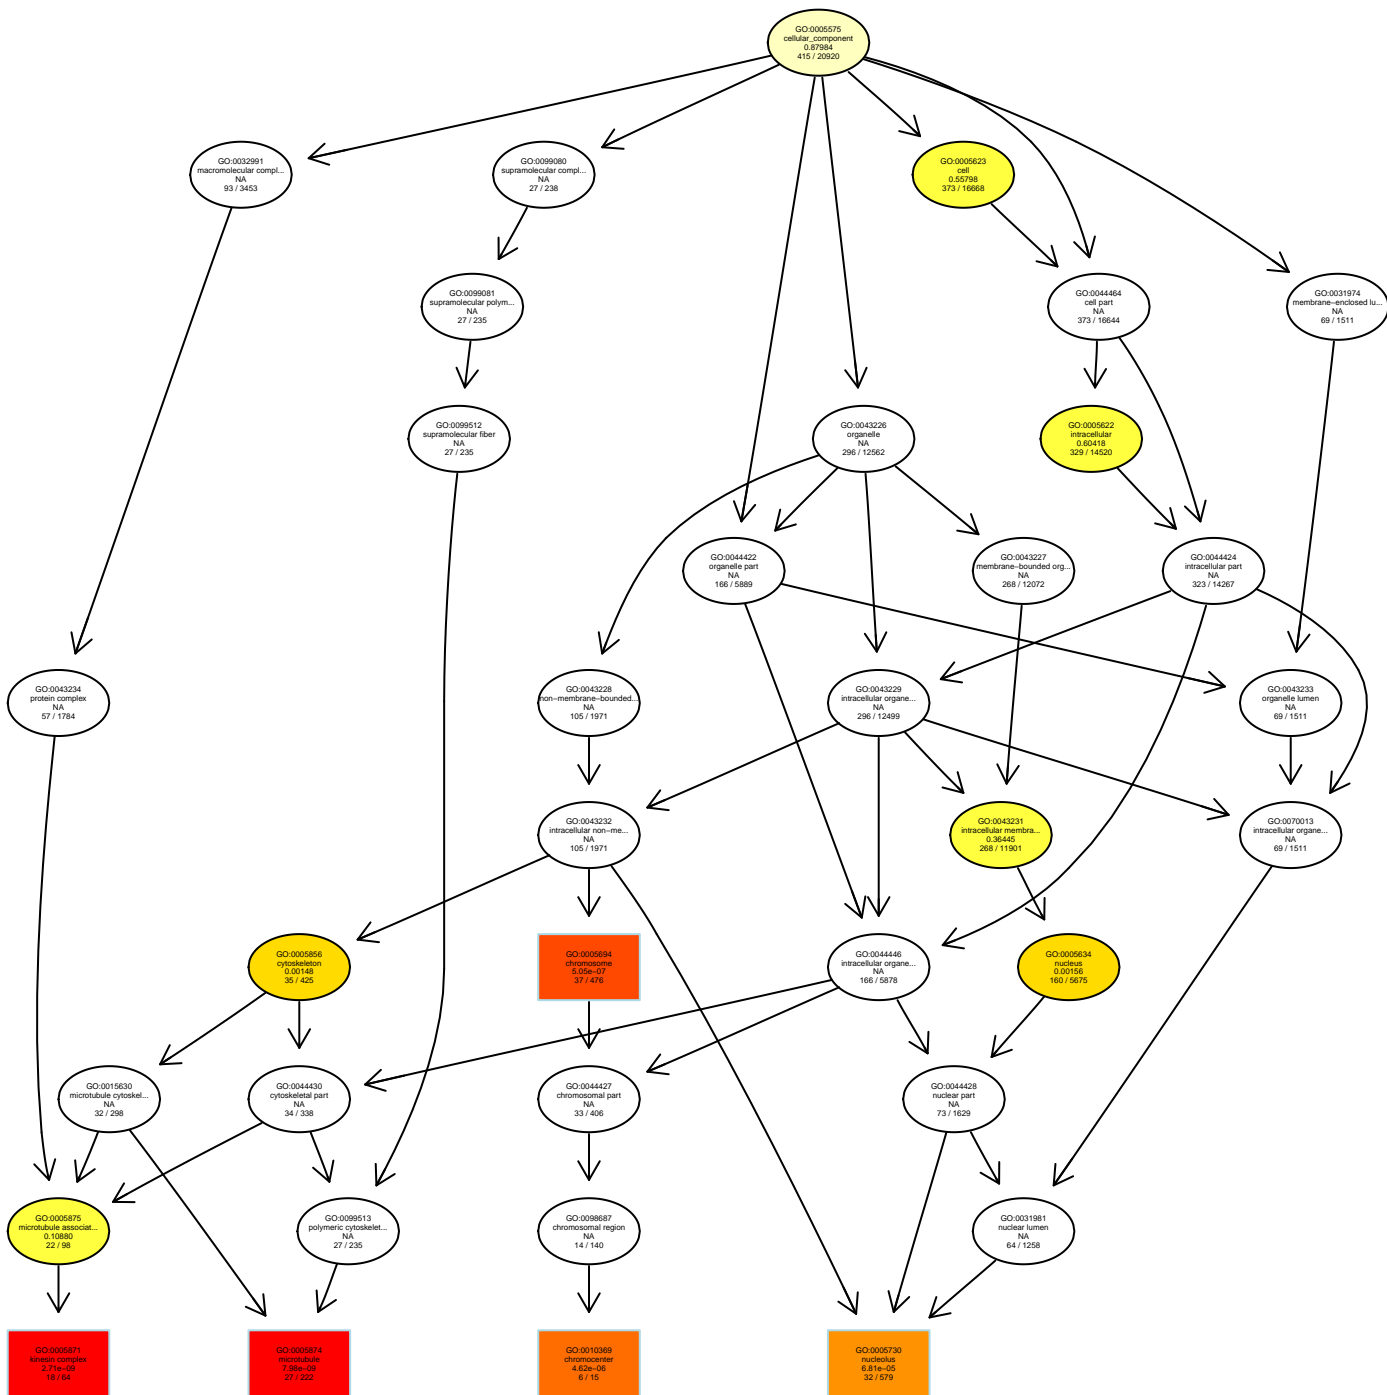 GO:0005575
cellular_component
0.87984
415 / 20920
GO:0032991
macromolecular compl...
NA
93 / 3453
GO:0099080
supramolecular compl...
NA
27 / 238
GO:0005623
cell
0.55798
373 / 16668
GO:0099081
supramolecular polym...
NA
27 / 235
GO:0044464
cell part
NA
373 / 16644
GO:0031974
membrane−enclosed lu...
NA
69 / 1511
GO:0099512
supramolecular fiber
NA
27 / 235
GO:0043226
organelle
NA
296 / 12562
GO:0005622
intracellular
0.60418
329 / 14520
GO:0044422
organelle part
NA
166 / 5889
GO:0043227
membrane−bounded org...
NA
268 / 12072
GO:0044424
intracellular part
NA
323 / 14267
GO:0043234
protein complex
NA
57 / 1784
GO:0043228
non−membrane−bounded...
NA
105 / 1971
GO:0043229
intracellular organe...
NA
296 / 12499
GO:0043233
organelle lumen
NA
69 / 1511
GO:0043232
intracellular non−me...
NA
105 / 1971
GO:0043231
intracellular membra...
0.36445
268 / 11901
GO:0070013
intracellular organe...
NA
69 / 1511
GO:0005856
cytoskeleton
0.00148
35 / 425
GO:0005694
chromosome
5.05e−07
37 / 476
GO:0044446
intracellular organe...
NA
166 / 5878
GO:0005634
nucleus
0.00156
160 / 5675
GO:0015630
microtubule cytoskel...
NA
32 / 298
GO:0044430
cytoskeletal part
NA
34 / 338
GO:0044427
chromosomal part
NA
33 / 406
GO:0044428
nuclear part
NA
73 / 1629
GO:0005875
microtubule associat...
0.10880
22 / 98
GO:0099513
polymeric cytoskelet...
NA
27 / 235
GO:0098687
chromosomal region
NA
14 / 140
GO:0031981
nuclear lumen
NA
64 / 1258
GO:0005871
kinesin complex
2.71e−09
18 / 64
GO:0005874
microtubule
7.98e−09
27 / 222
GO:0010369
chromocenter
4.62e−06
6 / 15
GO:0005730
nucleolus
6.81e−05
32 / 579